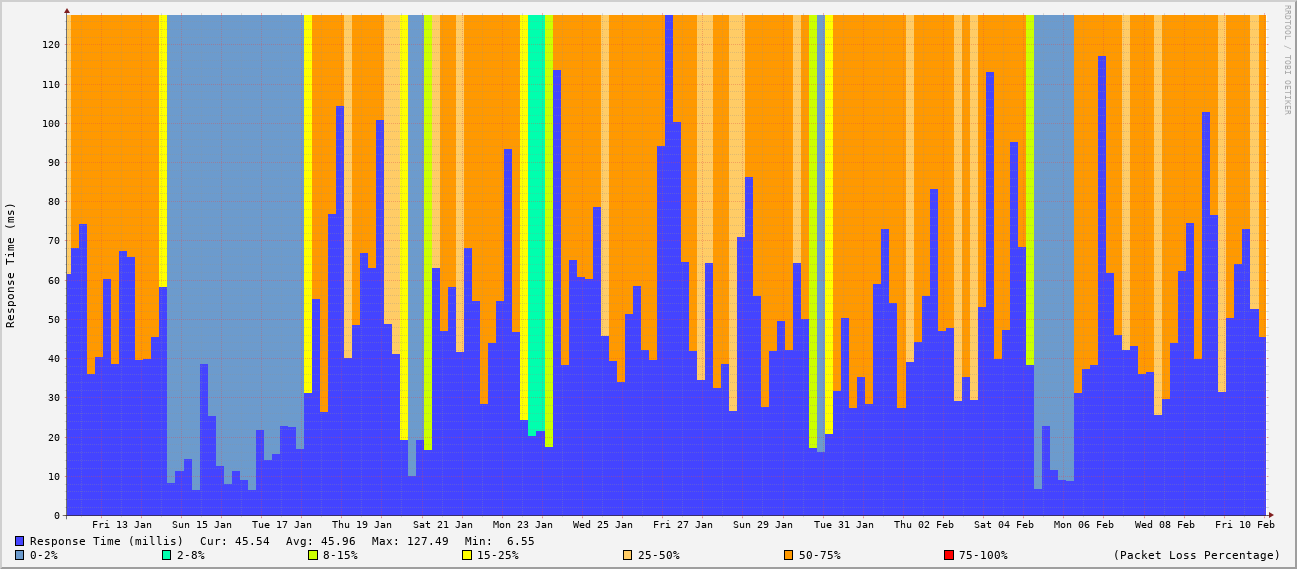 RRDTOOL / TOBI OETIKER
Response Time (ms)
120
110
100
90
80
70
60
50
40
30
20
10
0
Fri 13 Jan Sun 15 Jan Tue 17 Jan Thu 19 Jan Sat 21 Jan Mon 23 Jan Wed 25 Jan Fri 27 Jan Sun 29 Jan Tue 31 Jan Thu 02 Feb Sat 04 Feb Mon 06 Feb Wed 08 Feb Fri 10 Feb
Response Time (millis) Cur: 45.54 Avg: 45.96 Max: 127.49 Min: 6.55
0-2% 2-8% 8-15% 15-25% 25-50% 50-75% 75-100% (Packet Loss Percentage)